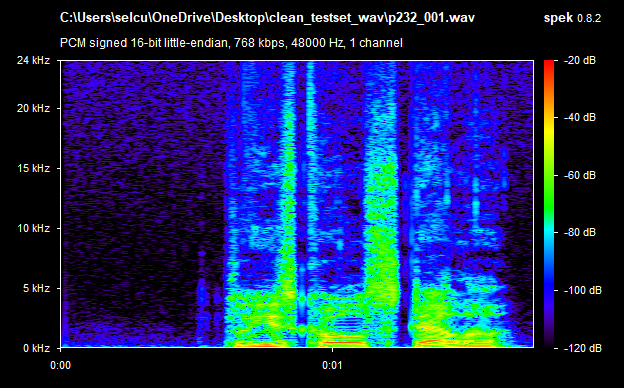 C:\Users\selcu\OneDrive\Desktop\clean_testset_wav\p232_001.wav spek 0.8.2
PCM signed 16-bit little-endian, 768 kbps, 48000 Hz, 1 channel
24 kHz -20 dB
20 kHz
-40 dB
15 kHz
-60 dB
10 kHz
-80 dB
5 kHz
-100 dB
0 kHz -120 dB
0:00 0:01